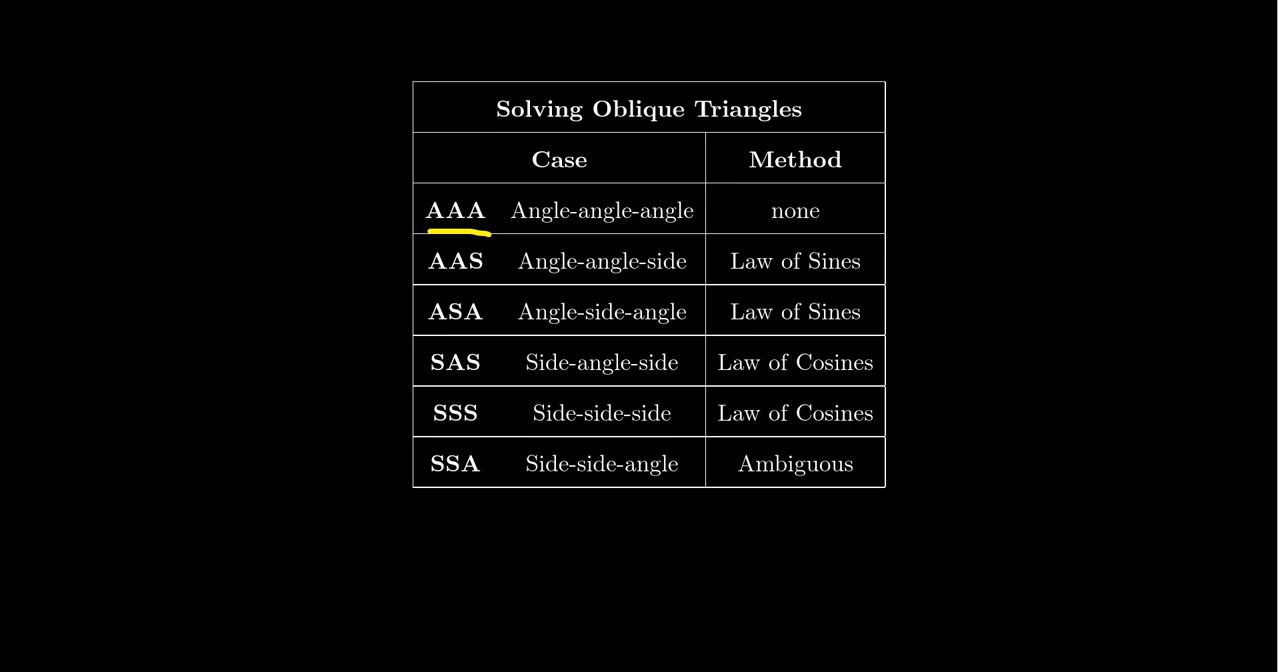 Solving Oblique Triangles
Case Method
AAA Angle-angle-angle none
AAS Angle-angle-side Law of Sines
ASA Angle-side-angle Law of Sines
SAS Side-angle-side Law of Cosines
SSS Side-side-side Law of Cosines
SSA Side-side-angle Ambiguous